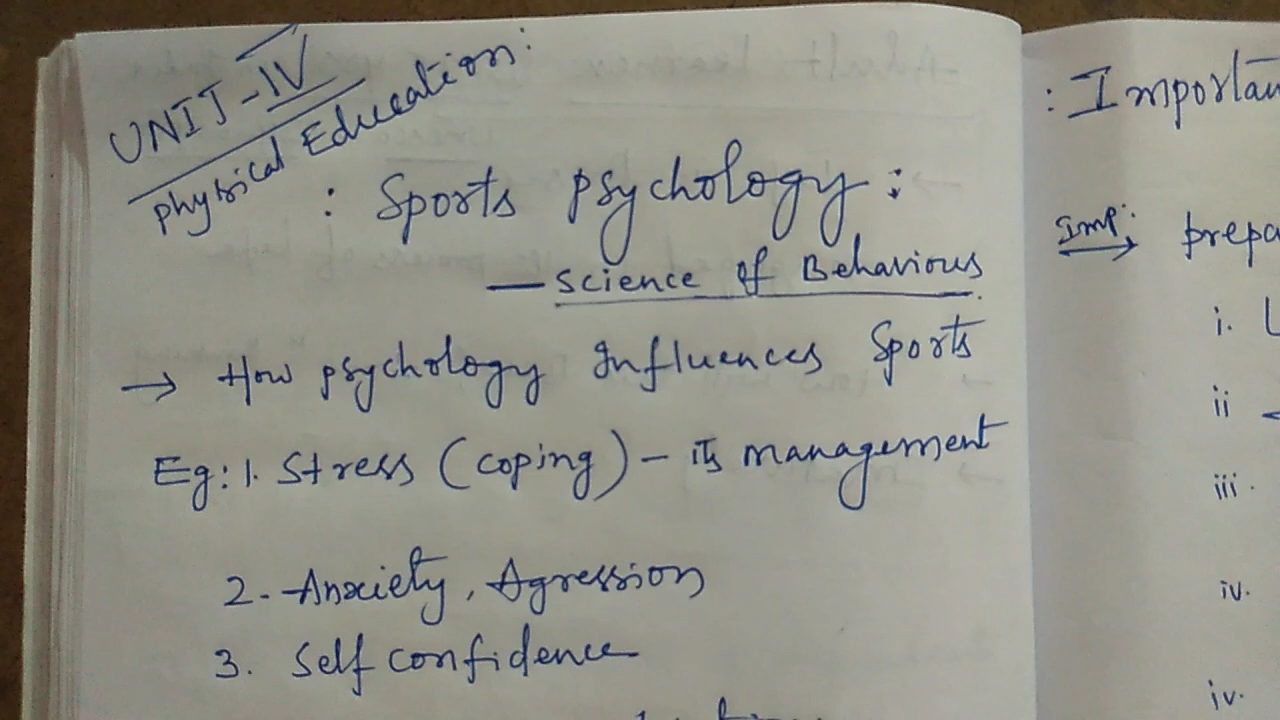 UNIT-IV
Physical Education:
: Sports psychology :
— Science of Behavious
→ How psychology Influences Sports
Eg: 1. Stress (coping) - its management
2. Anxiety, Agression
3. Self confidence
: Importan
Imp: → prepa
i.
ii
iii.
iv.
iv.